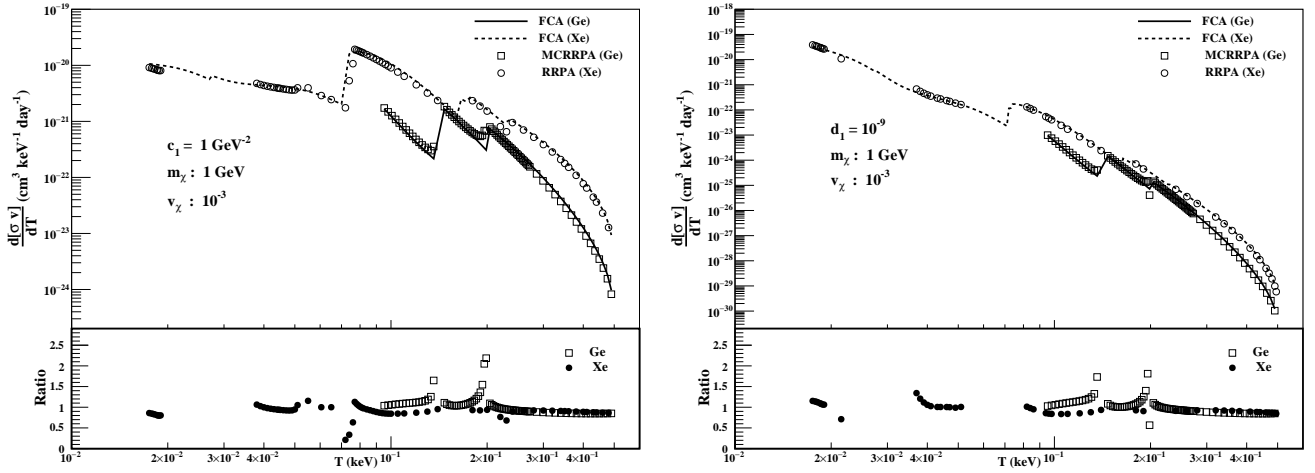 10⁻¹⁹
10⁻²⁰
10⁻²¹
10⁻²²
10⁻²³
10⁻²⁴
d[σ v]/dT (cm³ keV⁻¹ day⁻¹)
FCA (Ge)
FCA (Xe)
MCRRPA (Ge)
RRPA (Xe)
c₁ = 1 GeV⁻²
mχ : 1 GeV
vχ : 10⁻³
Ratio
2.5
2
1.5
1
0.5
0
Ge
Xe
10⁻² 2×10⁻² 3×10⁻² 4×10⁻² 10⁻¹ 2×10⁻¹ 3×10⁻¹ 4×10⁻¹
T (keV)
10⁻¹⁸
10⁻¹⁹
10⁻²⁰
10⁻²¹
10⁻²²
10⁻²³
10⁻²⁴
10⁻²⁵
10⁻²⁶
10⁻²⁷
10⁻²⁸
10⁻²⁹
10⁻³⁰
d[σ v]/dT (cm³ keV⁻¹ day⁻¹)
FCA (Ge)
FCA (Xe)
MCRRPA (Ge)
RRPA (Xe)
d₁ = 10⁻⁹
mχ : 1 GeV
vχ : 10⁻³
Ratio
2.5
2
1.5
1
0.5
0
Ge
Xe
10⁻² 2×10⁻² 3×10⁻² 4×10⁻² 10⁻¹ 2×10⁻¹ 3×10⁻¹ 4×10⁻¹
T (keV)